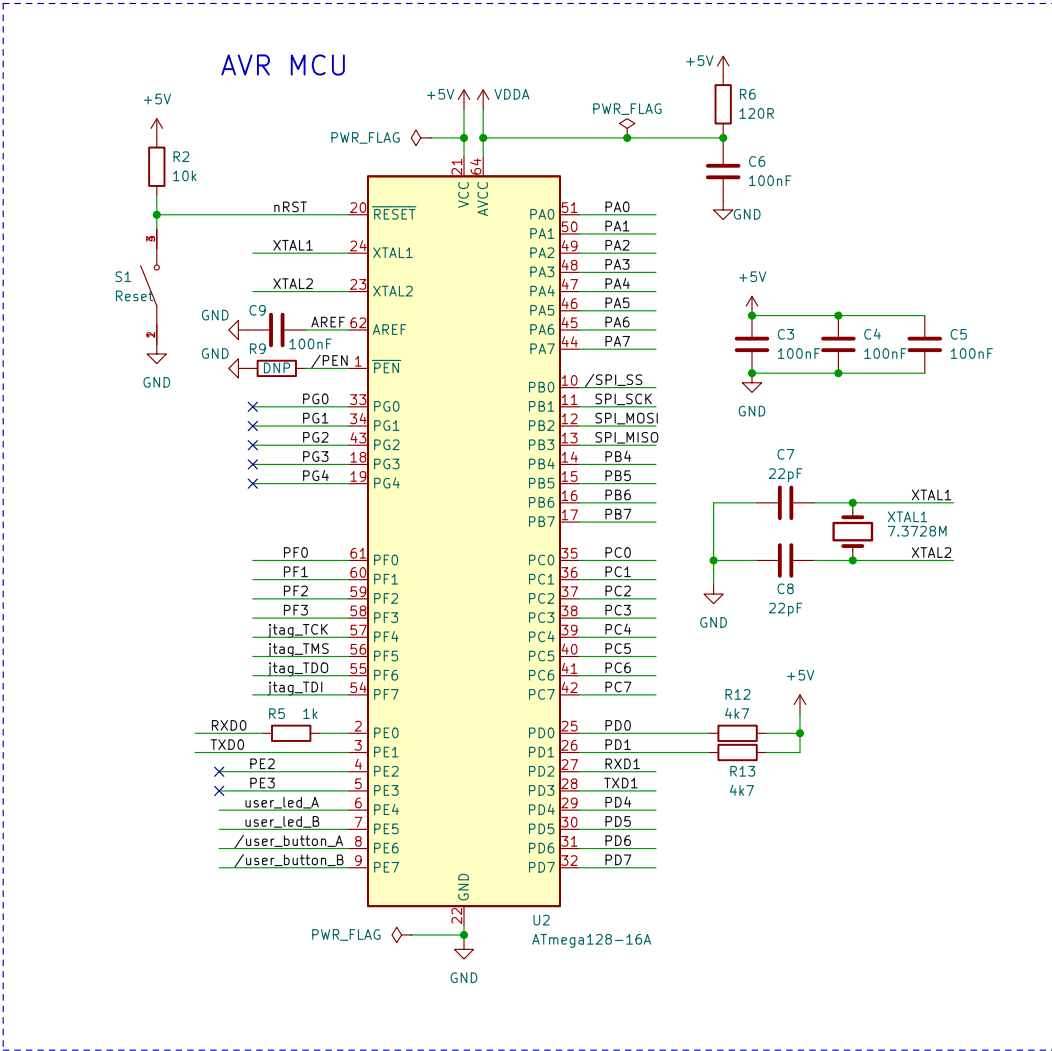 AVR MCU
+5V
R2
10k
nRST
3
S1
Reset
2
GND
XTAL1
XTAL2
GND
C9
100nF
AREF
GND
R9
DNP
/PEN
PG0
PG1
PG2
PG3
PG4
PF0
PF1
PF2
PF3
jtag_TCK
jtag_TMS
jtag_TDO
jtag_TDI
RXD0
R5 1k
TXD0
PE2
PE3
user_led_A
user_led_B
/user_button_A
/user_button_B
+5V
VDDA
PWR_FLAG
21
64
VCC
AVCC
20 RESET
24 XTAL1
23 XTAL2
62 AREF
1 PEN
33 PG0
34 PG1
43 PG2
18 PG3
19 PG4
61 PF0
60 PF1
59 PF2
58 PF3
57 PF4
56 PF5
55 PF6
54 PF7
2 PE0
3 PE1
4 PE2
5 PE3
6 PE4
7 PE5
8 PE6
9 PE7
PA0 51 PA0
PA1 50 PA1
PA2 49 PA2
PA3 48 PA3
PA4 47 PA4
PA5 46 PA5
PA6 45 PA6
PA7 44 PA7
PB0 10 /SPI_SS
PB1 11 SPI_SCK
PB2 12 SPI_MOSI
PB3 13 SPI_MISO
PB4 14 PB4
PB5 15 PB5
PB6 16 PB6
PB7 17 PB7
PC0 35 PC0
PC1 36 PC1
PC2 37 PC2
PC3 38 PC3
PC4 39 PC4
PC5 40 PC5
PC6 41 PC6
PC7 42 PC7
PD0 25 PD0
PD1 26 PD1
PD2 27 RXD1
PD3 28 TXD1
PD4 29 PD4
PD5 30 PD5
PD6 31 PD6
PD7 32 PD7
GND
22
U2
ATmega128-16A
PWR_FLAG
GND
PWR_FLAG
+5V
R6
120R
C6
100nF
GND
+5V
C3
100nF
C4
100nF
C5
100nF
GND
C7
22pF
XTAL1
XTAL1
7.3728M
XTAL2
C8
22pF
GND
+5V
R12
4k7
R13
4k7